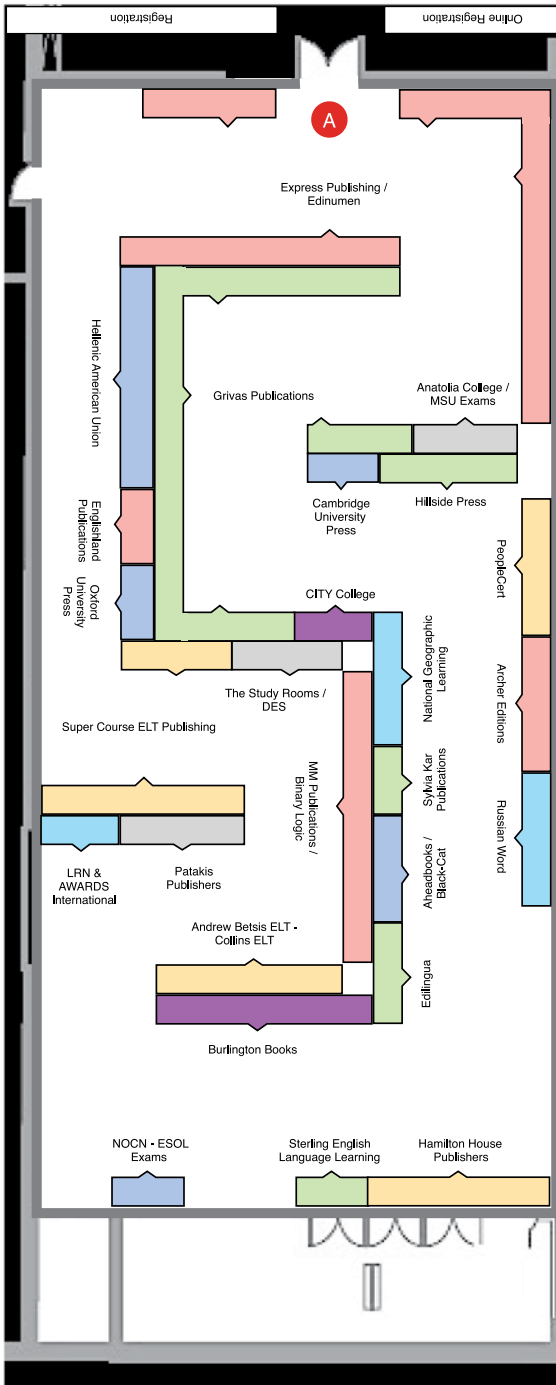 Registration
Online Registration
A
Express Publishing /
Edinumen
Hellenic American Union
Grivas Publications
Anatolia College /
MSU Exams
Cambridge
University
Press
Hillside Press
Englishland
Publications
PeopleCert
Oxford
University
Press
CITY College
National Geographic
Learning
Archer Editions
The Study Rooms /
DES
Super Course ELT Publishing
MM Publications /
Binary Logic
Sylvia Kar
Publications
Russian Word
LRN &
AWARDS
International
Patakis
Publishers
Aheadbooks /
Black-Cat
Andrew Betsis ELT -
Collins ELT
Edilingua
Burlington Books
NOCN - ESOL
Exams
Sterling English
Language Learning
Hamilton House
Publishers